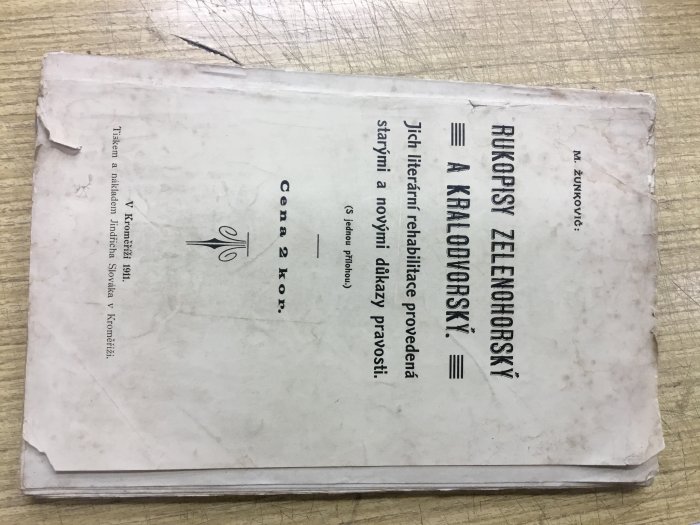 M. ŽUNKOVIČ:
RUKOPISY ZELENOHORSKÝ
A KRALODVORSKÝ.
Jich literární rehabilitace provedená
starými a novými důkazy pravosti.
(S jednou přílohou.)
Cena 2 kor.
V Kroměříži 1911.
Tiskem a nákladem Jindřicha Slováka v Kroměříži.